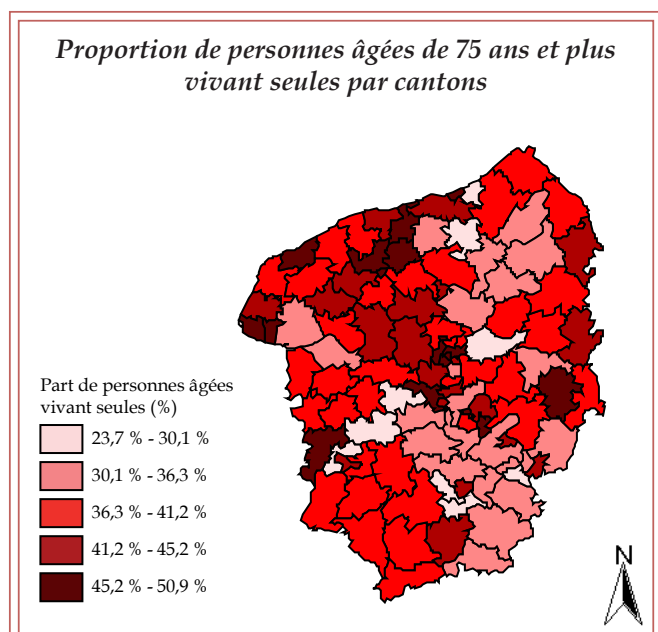 Proportion de personnes âgées de 75 ans et plus
vivant seules par cantons
Part de personnes âgées
vivant seules (%)
23,7 % - 30,1 %
30,1 % - 36,3 %
36,3 % - 41,2 %
41,2 % - 45,2 %
45,2 % - 50,9 %
N